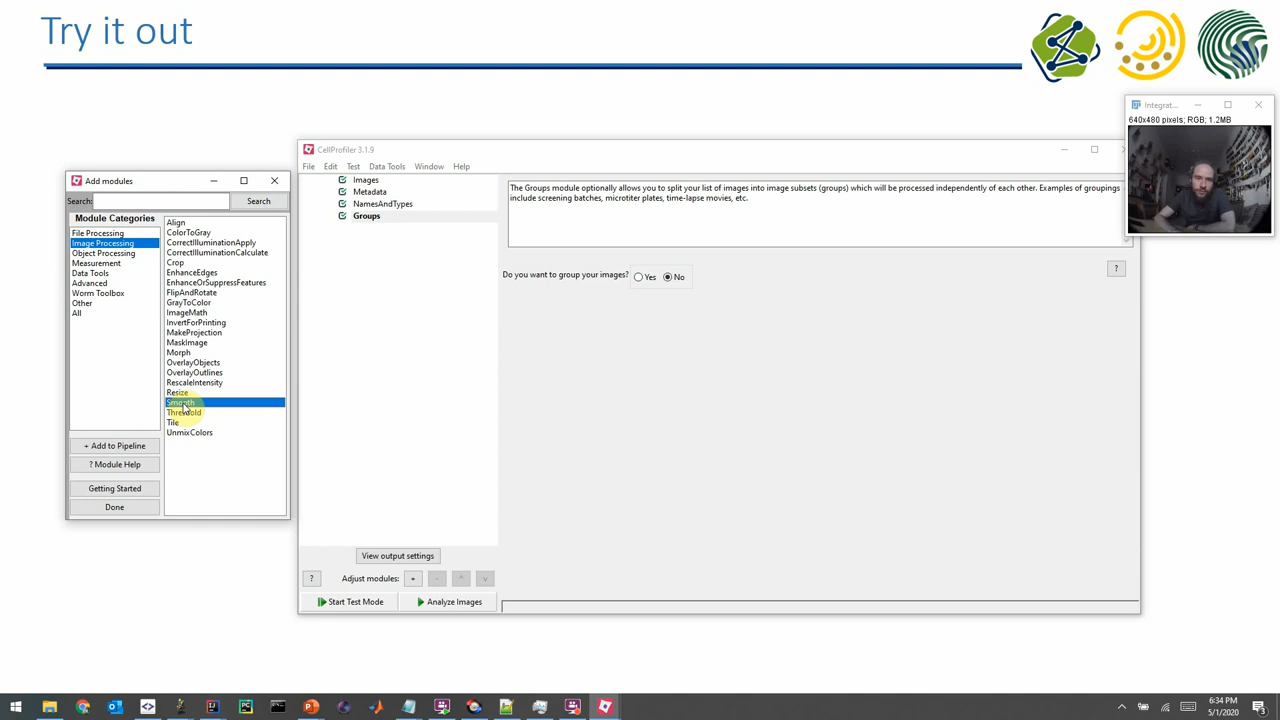 Try it out
Integrat...
640x480 pixels; RGB; 1.2MB
CellProfiler 3.1.9
File Edit Test Data Tools Window Help
Images
Metadata
NamesAndTypes
Groups
The Groups module optionally allows you to split your list of images into image subsets (groups) which will be processed independently of each other. Examples of groupings
include screening batches, microtiter plates, time-lapse movies, etc.
Do you want to group your images? Yes No
?
View output settings
? Adjust modules: + - ^ v
Start Test Mode Analyze Images
Add modules
Search: Search
Module Categories
File Processing
Image Processing
Object Processing
Measurement
Data Tools
Advanced
Worm Toolbox
Other
All
+ Add to Pipeline
? Module Help
Getting Started
Done
Align
ColorToGray
CorrectIlluminationApply
CorrectIlluminationCalculate
Crop
EnhanceEdges
EnhanceOrSuppressFeatures
FlipAndRotate
GrayToColor
ImageMath
InvertForPrinting
MakeProjection
MaskImage
Morph
OverlayObjects
OverlayOutlines
RescaleIntensity
Resize
Smooth
Threshold
Tile
UnmixColors
6:34 PM
5/1/2020
3